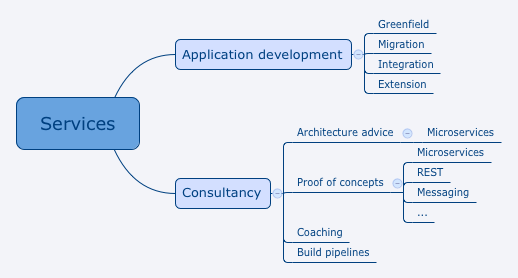 Services
Application development
Greenfield
Migration
Integration
Extension
Consultancy
Architecture advice
Microservices
Proof of concepts
Microservices
REST
Messaging
...
Coaching
Build pipelines